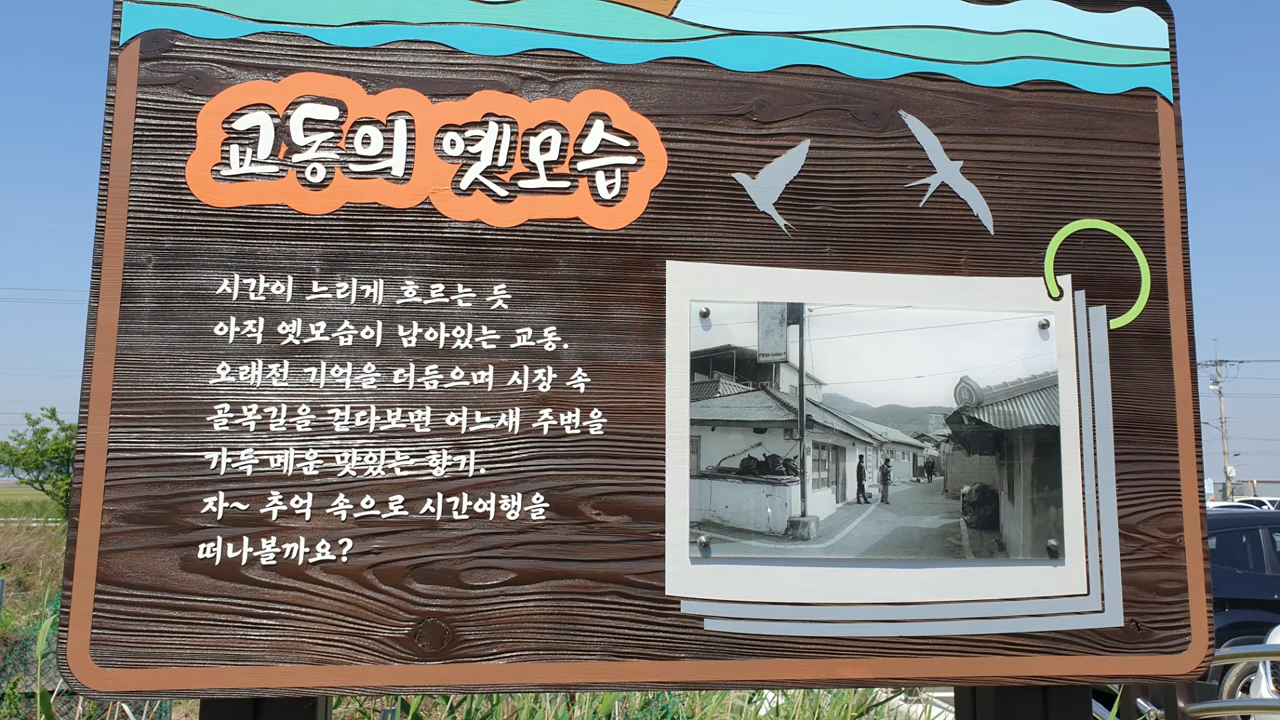 교동의 옛모습
시간이 느리게 흐르는 듯
아직 옛모습이 남아있는 교동.
오래전 기억을 더듬으며 시장 속
골목길을 걷다보면 어느새 주변을
가득 메운 맛있는 향기.
자~ 추억 속으로 시간여행을
떠나볼까요?